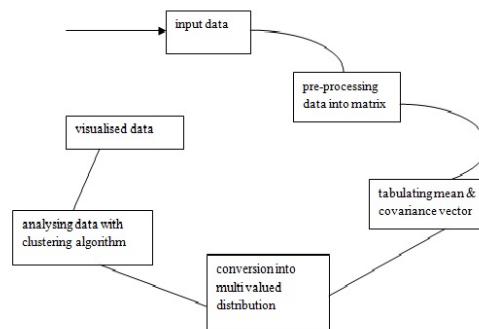 input data
pre-processing
data into matrix
tabulating mean &
covariance vector
conversion into
multi valued
distribution
analysing data with
clustering algorithm
visualised data